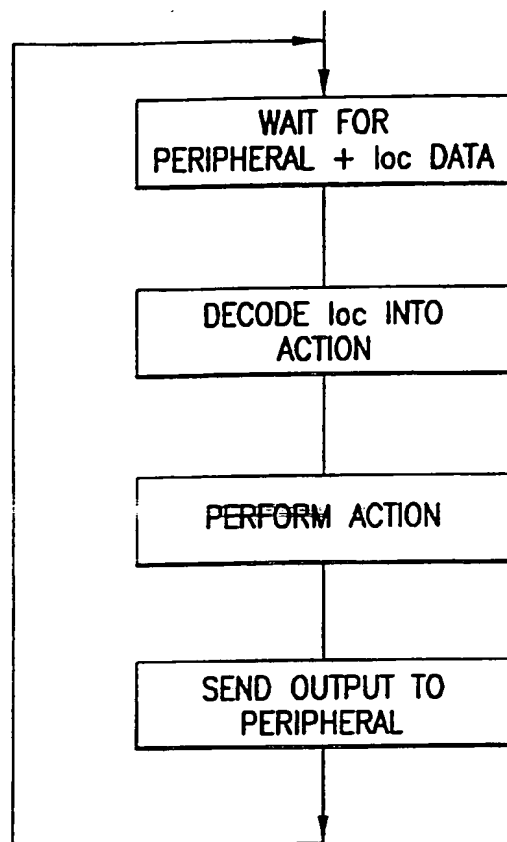 WAIT FOR
PERIPHERAL + loc DATA
DECODE loc INTO
ACTION
PERFORM ACTION
SEND OUTPUT TO
PERIPHERAL